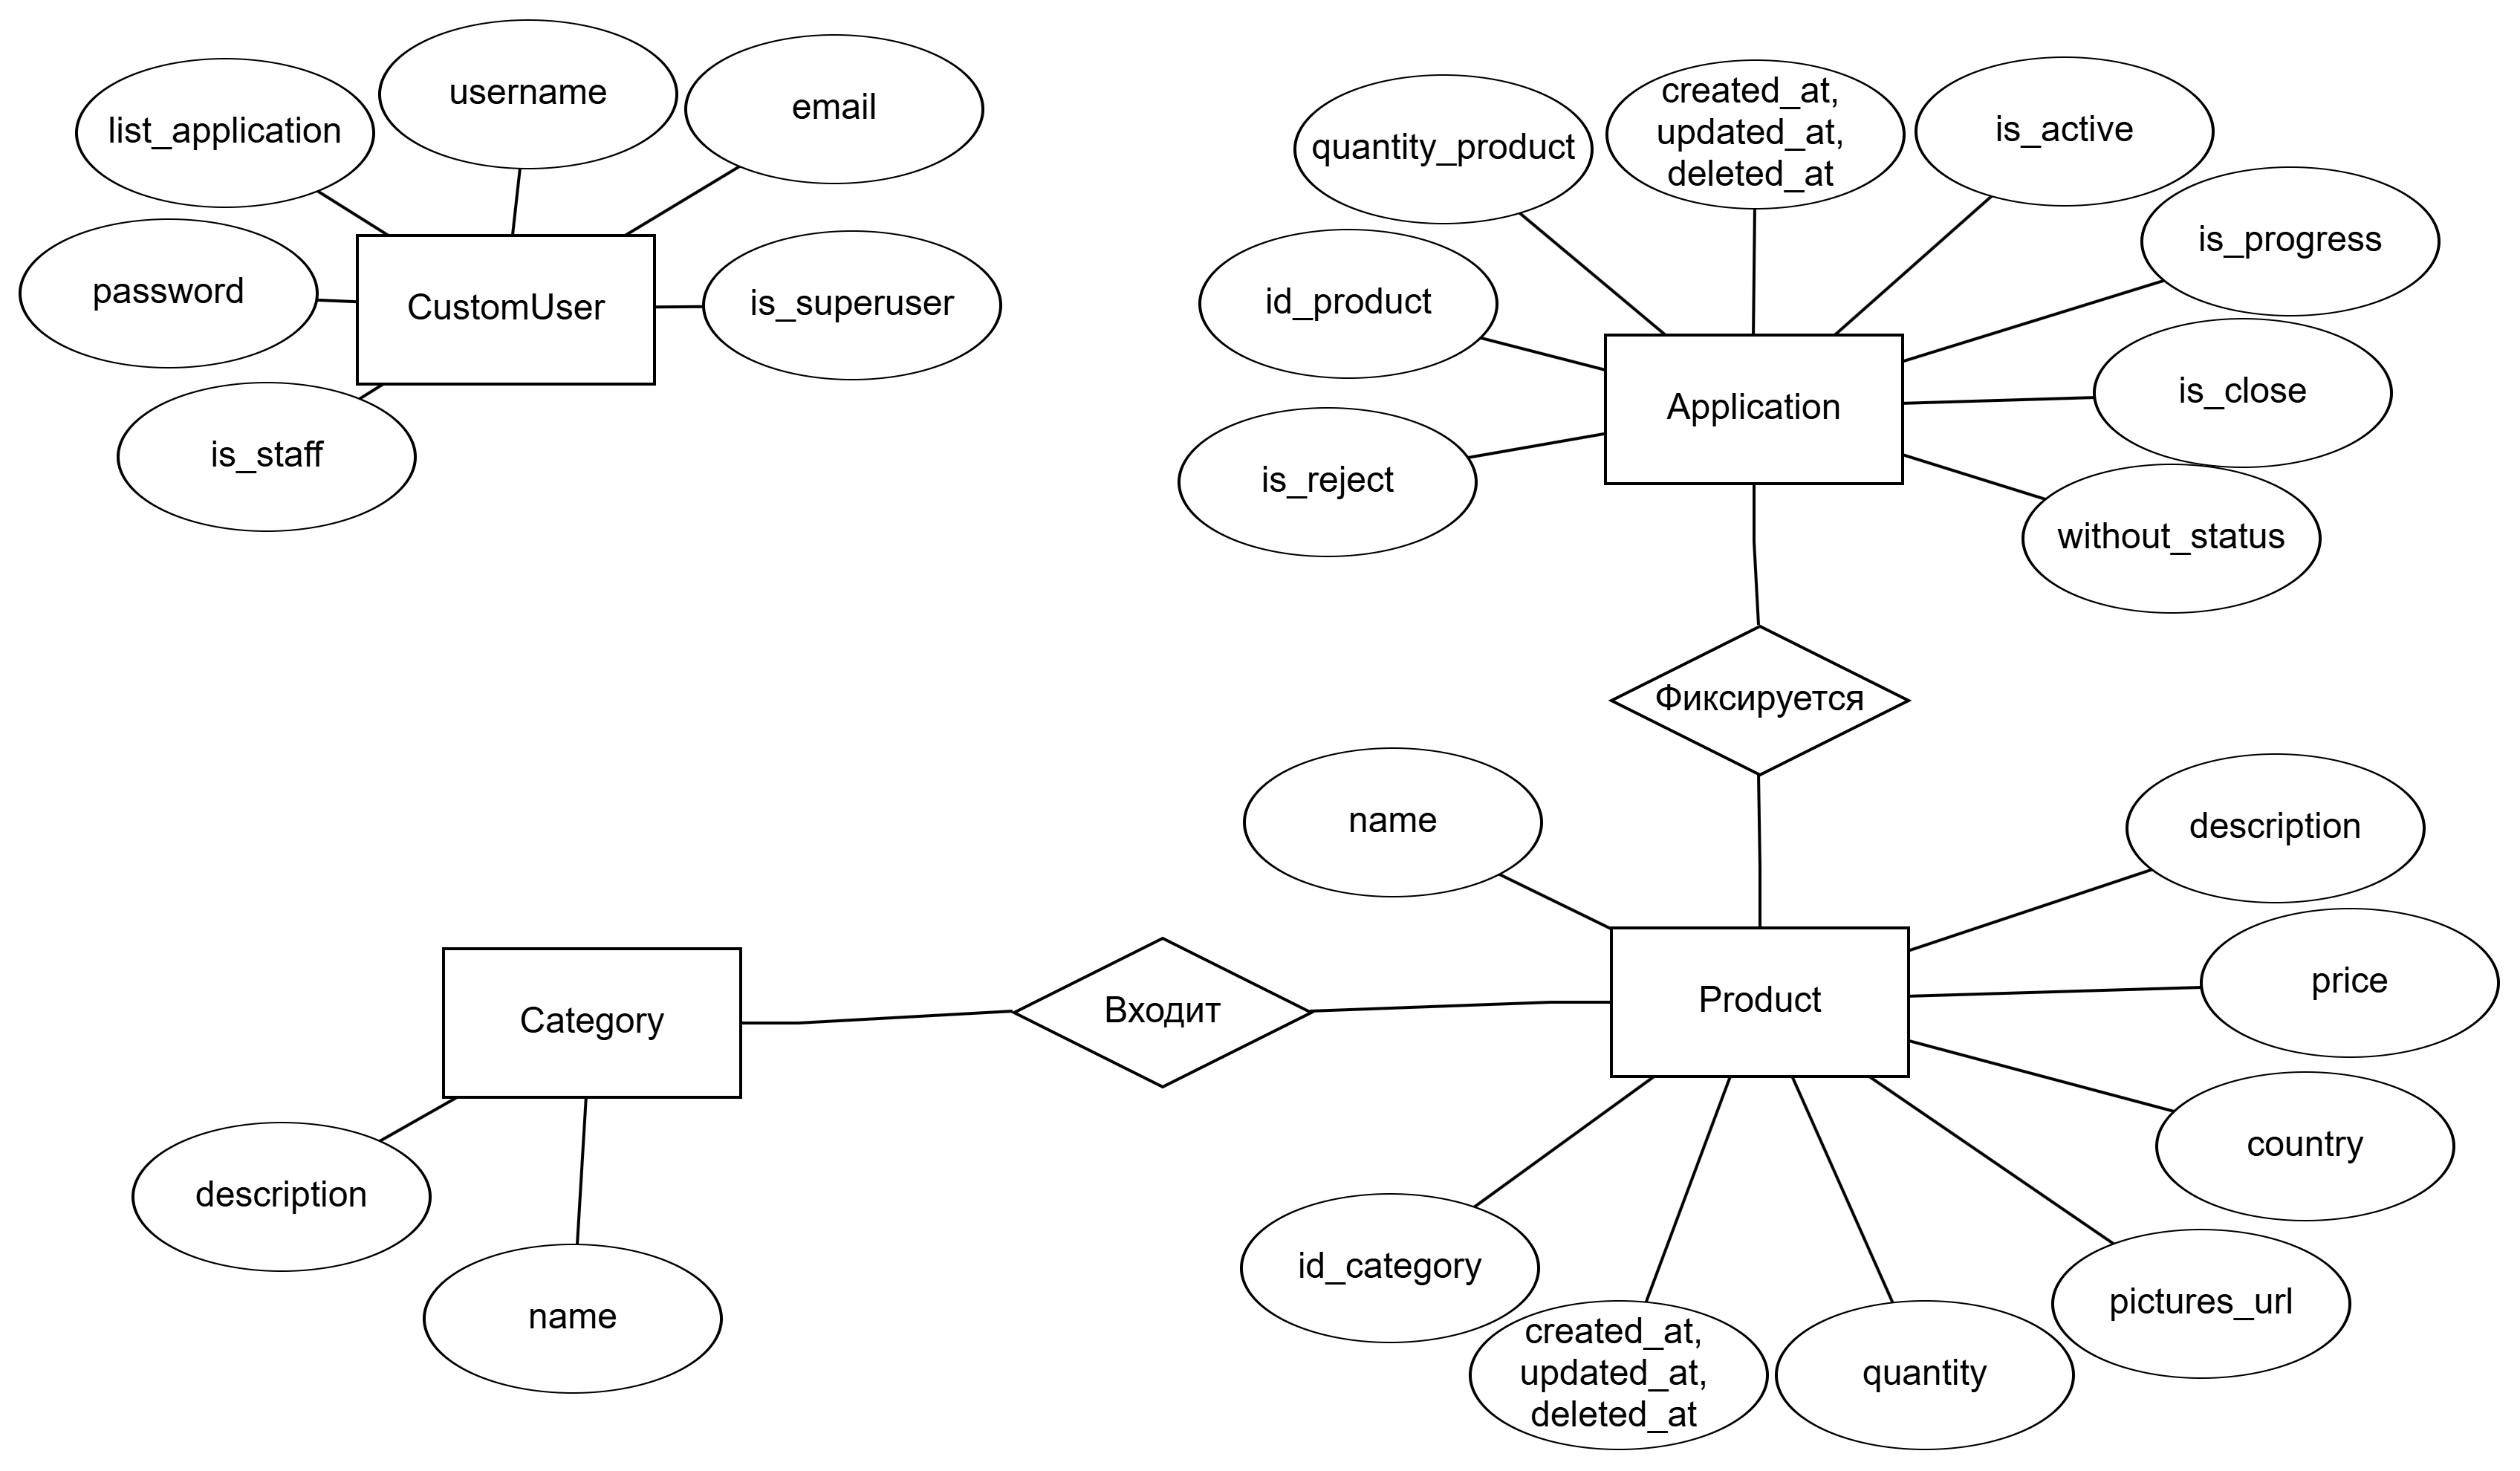 list_application
username
email
password
CustomUser
is_superuser
is_staff
quantity_product
created_at,
updated_at,
deleted_at
is_active
is_progress
id_product
Application
is_close
is_reject
without_status
Фиксируется
name
description
Category
Входит
Product
price
country
description
name
id_category
created_at,
updated_at,
deleted_at
quantity
pictures_url